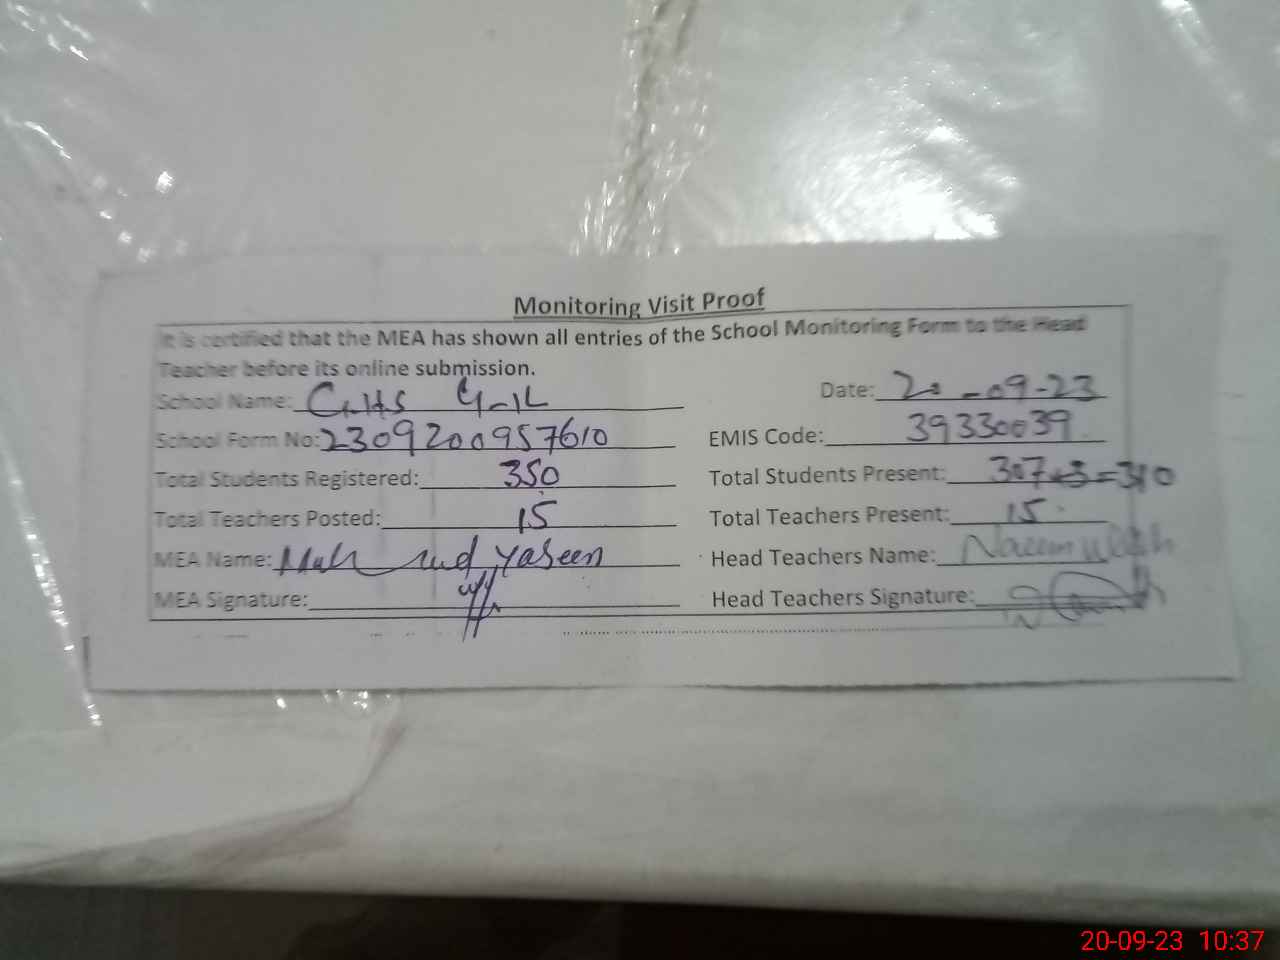 Monitoring Visit Proof
It is certified that the MEA has shown all entries of the School Monitoring Form to the Head
Teacher before its online submission.
School Name: GHS Date: 20-09-23
School Form No: 2309200957610 EMIS Code: 39330039
Total Students Registered: 350 Total Students Present: 307+3=310
Total Teachers Posted: 15 Total Teachers Present: 15
MEA Name: Yaseen Head Teachers Name: Naeem
MEA Signature: Head Teachers Signature:
20-09-23 10:37